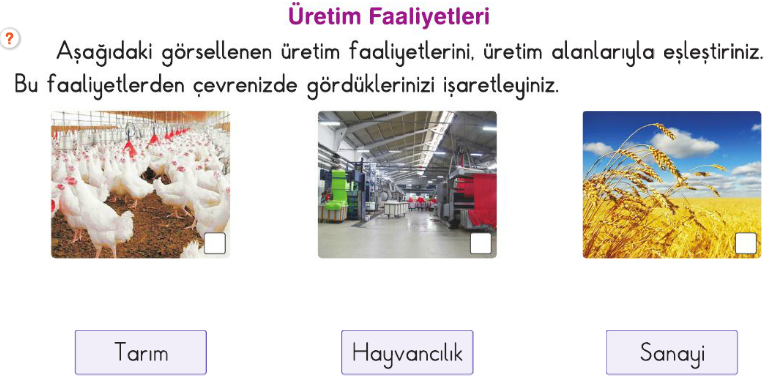 Üretim Faaliyetleri
?
Aşağıdaki görsellenen üretim faaliyetlerini, üretim alanlarıyla eşleştiriniz.
Bu faaliyetlerden çevrenizde gördüklerinizi işaretleyiniz.
Tarım
Hayvancılık
Sanayi